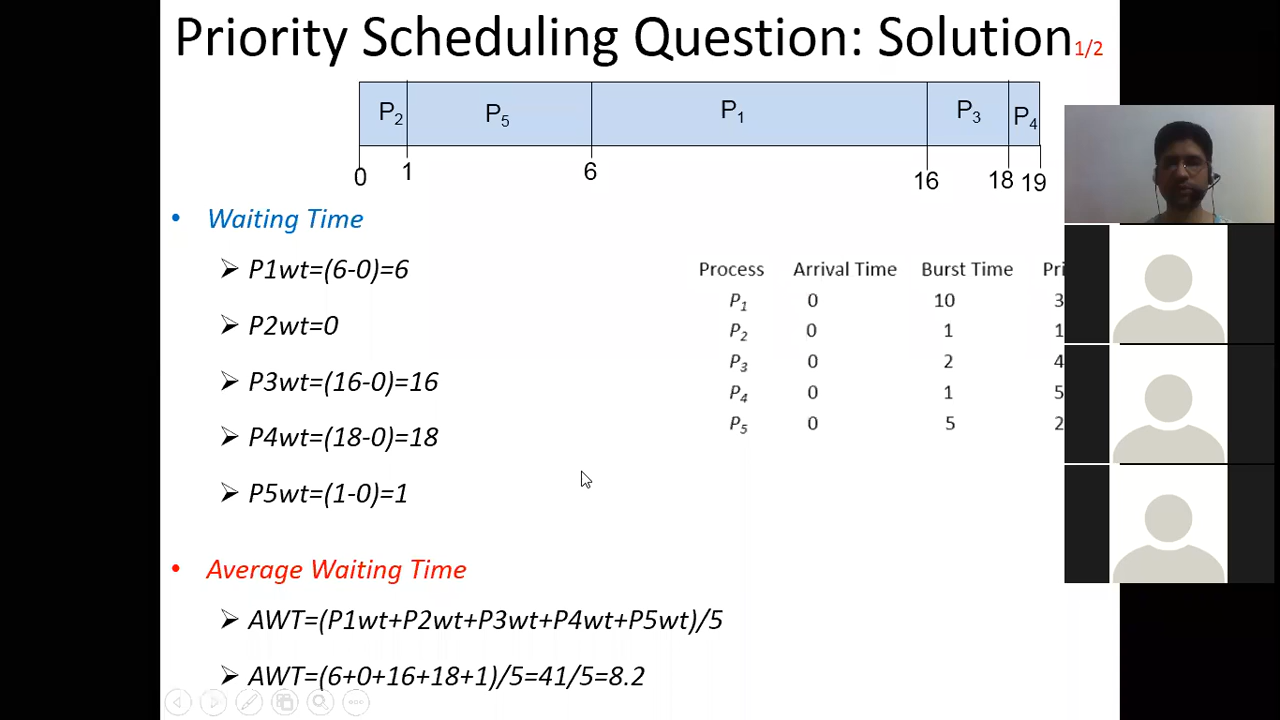 Priority Scheduling Question: Solution 1/2
P2 P5 P1 P3 P4
0 1 6 16 18 19
• Waiting Time
➢ P1wt=(6-0)=6
➢ P2wt=0
➢ P3wt=(16-0)=16
➢ P4wt=(18-0)=18
➢ P5wt=(1-0)=1
Process Arrival Time Burst Time Pri
P1 0 10 3
P2 0 1 1
P3 0 2 4
P4 0 1 5
P5 0 5 2
• Average Waiting Time
➢ AWT=(P1wt+P2wt+P3wt+P4wt+P5wt)/5
➢ AWT=(6+0+16+18+1)/5=41/5=8.2